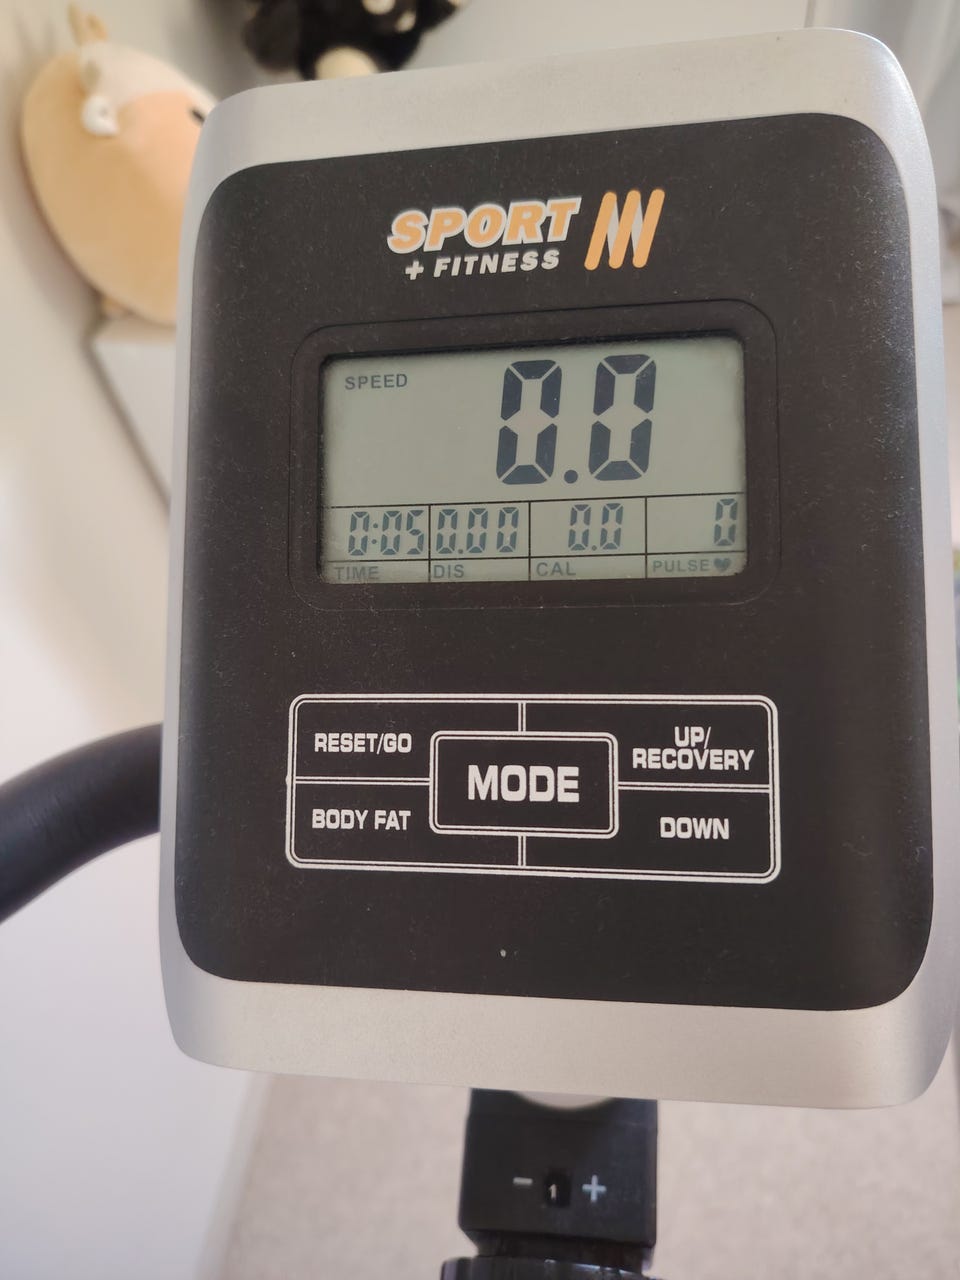 SPORT
+ FITNESS
SPEED 0.0
0:05 0.00 0.0 0
TIME DIS CAL PULSE♥
RESET/GO
UP/
RECOVERY
MODE
BODY FAT
DOWN
- 1 +